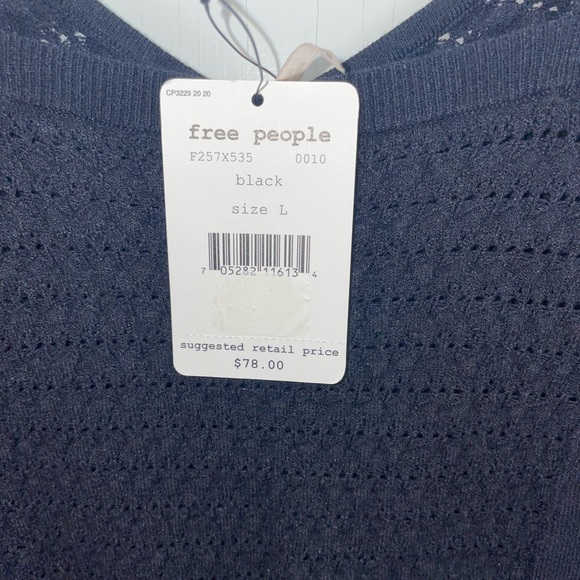 CP3229 20 20
free people
F257X535 0010
black
size L
7 05282 11613 4
suggested retail price
$78.00